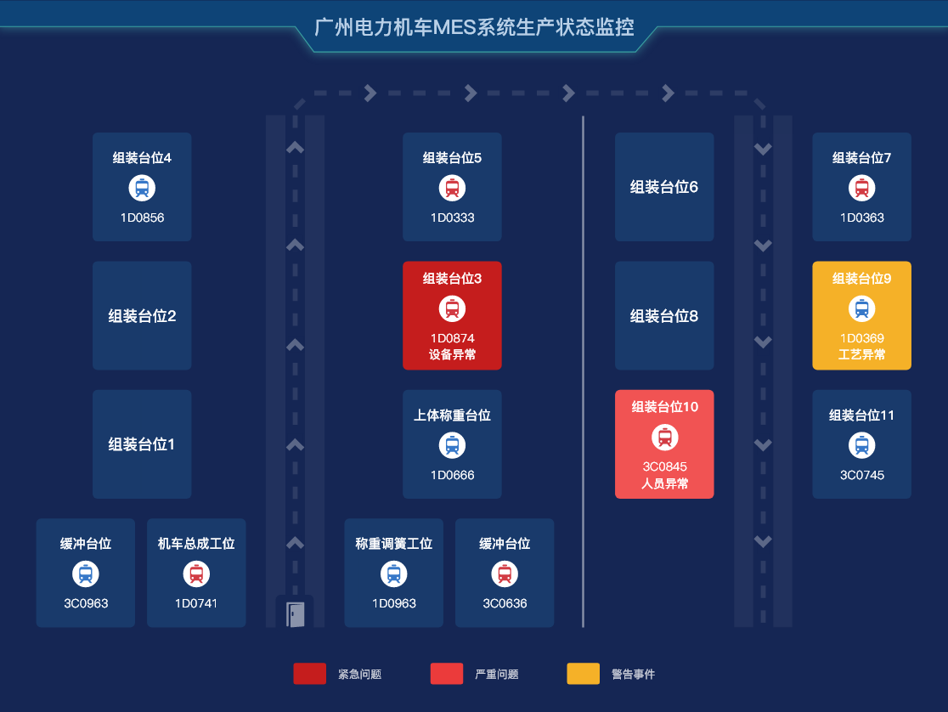 广州电力机车MES系统生产状态监控
组装台位4
1D0856
组装台位5
1D0333
组装台位6
组装台位7
1D0363
组装台位2
组装台位3
1D0874
设备异常
组装台位8
组装台位9
1D0369
工艺异常
组装台位1
上体称重台位
1D0666
组装台位10
3C0845
人员异常
组装台位11
3C0745
缓冲台位
3C0963
机车总成工位
1D0741
称重调簧工位
1D0963
缓冲台位
3C0636
紧急问题
严重问题
警告事件